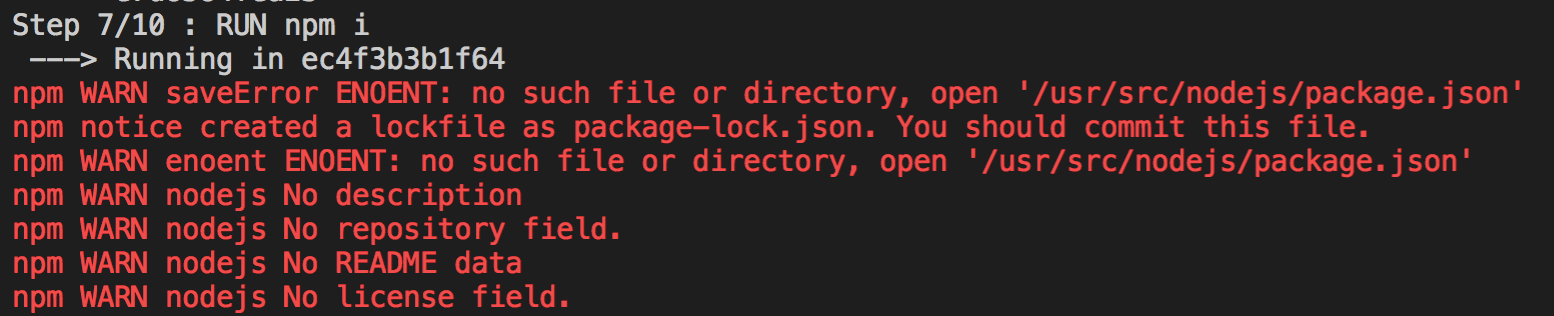 Step 7/10 : RUN npm i
 ---> Running in ec4f3b3b1f64
npm WARN saveError ENOENT: no such file or directory, open '/usr/src/nodejs/package.json'
npm notice created a lockfile as package-lock.json. You should commit this file.
npm WARN enoent ENOENT: no such file or directory, open '/usr/src/nodejs/package.json'
npm WARN nodejs No description
npm WARN nodejs No repository field.
npm WARN nodejs No README data
npm WARN nodejs No license field.